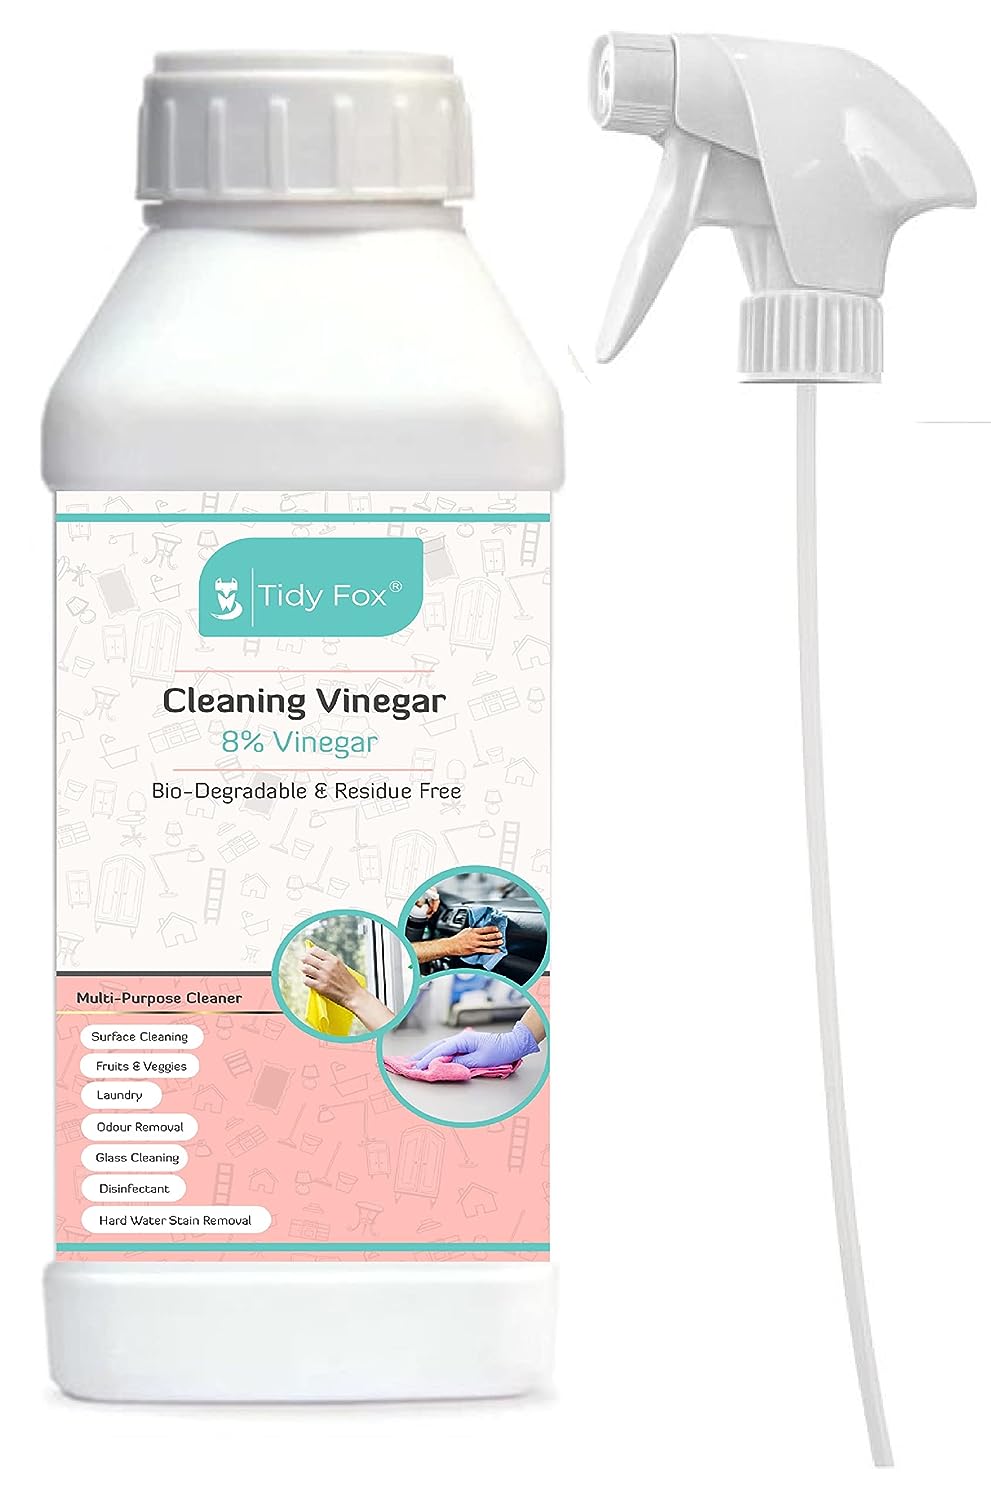 Tidy Fox®
Cleaning Vinegar
8% Vinegar
Bio-Degradable & Residue Free
Multi-Purpose Cleaner
Surface Cleaning
Fruits & Veggies
Laundry
Odour Removal
Glass Cleaning
Disinfectant
Hard Water Stain Removal